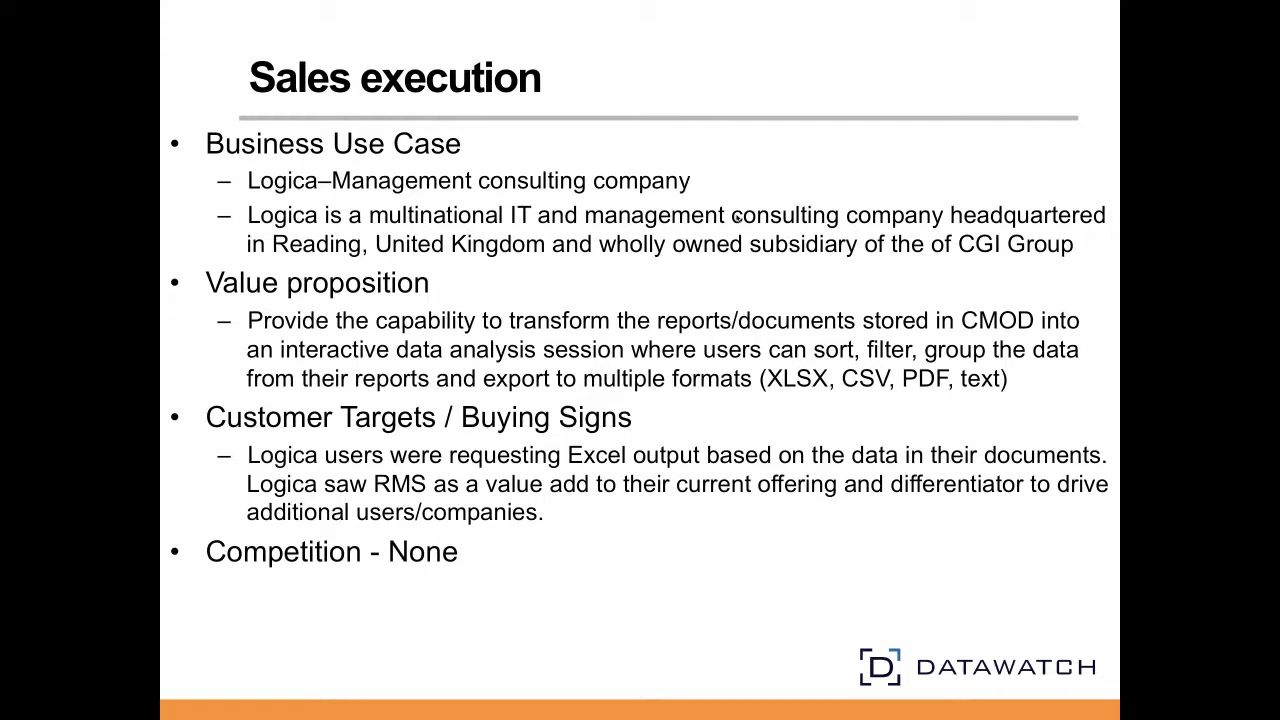 Sales execution
• Business Use Case
– Logica–Management consulting company
– Logica is a multinational IT and management consulting company headquartered
in Reading, United Kingdom and wholly owned subsidiary of the of CGI Group
• Value proposition
– Provide the capability to transform the reports/documents stored in CMOD into
an interactive data analysis session where users can sort, filter, group the data
from their reports and export to multiple formats (XLSX, CSV, PDF, text)
• Customer Targets / Buying Signs
– Logica users were requesting Excel output based on the data in their documents.
Logica saw RMS as a value add to their current offering and differentiator to drive
additional users/companies.
• Competition - None
D DATAWATCH